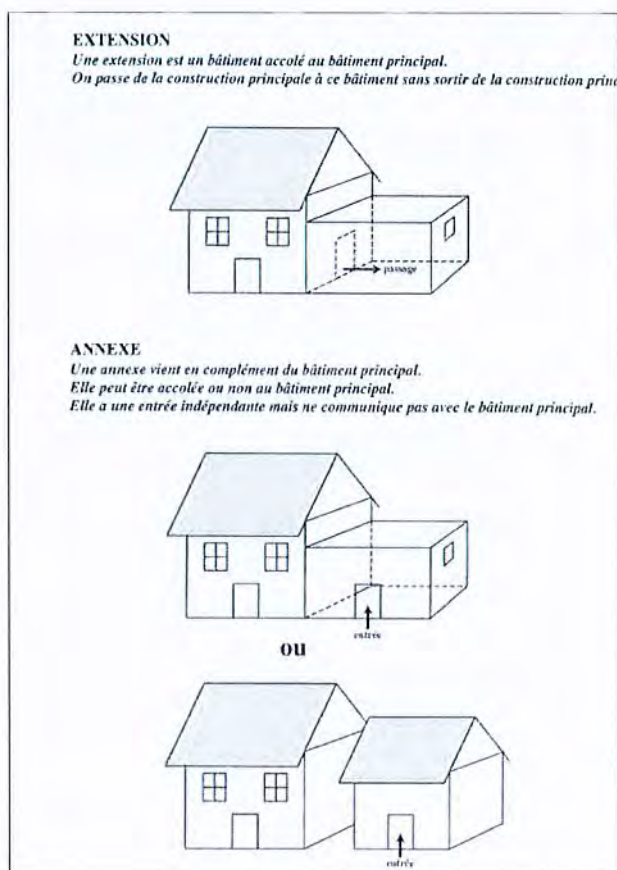 EXTENSION
Une extension est un bâtiment accolé au bâtiment principal.
On passe de la construction principale à ce bâtiment sans sortir de la construction princ
passage
ANNEXE
Une annexe vient en complément du bâtiment principal.
Elle peut être accolée ou non au bâtiment principal.
Elle a une entrée indépendante mais ne communique pas avec le bâtiment principal.
entrée
ou
entrée